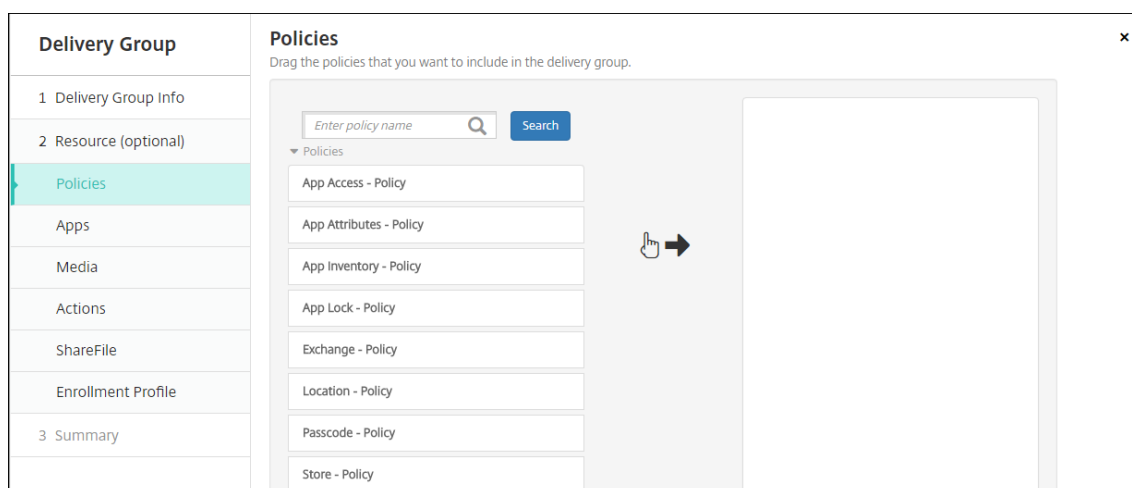 Delivery Group
1 Delivery Group Info
2 Resource (optional)
Policies
Apps
Media
Actions
ShareFile
Enrollment Profile
3 Summary
Policies
Drag the policies that you want to include in the delivery group.
Enter policy name
Search
Policies
App Access - Policy
App Attributes - Policy
App Inventory - Policy
App Lock - Policy
Exchange - Policy
Location - Policy
Passcode - Policy
Store - Policy